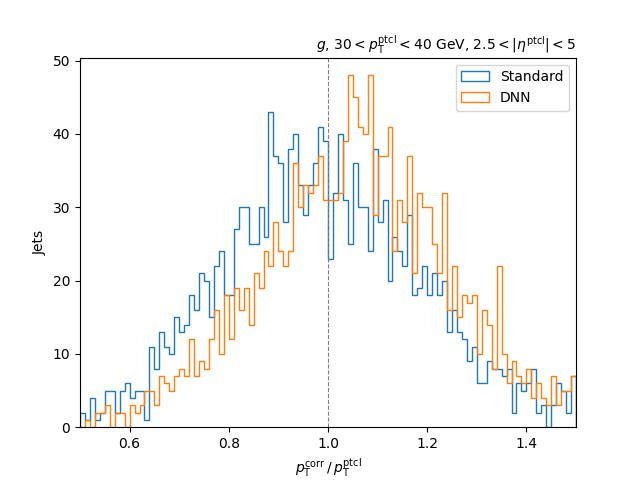 g, 30 < p_T^ptcl < 40 GeV, 2.5 < |η^ptcl| < 5
50
40
30
20
10
0
Jets
Standard
DNN
0.6 0.8 1.0 1.2 1.4
p_T^corr / p_T^ptcl